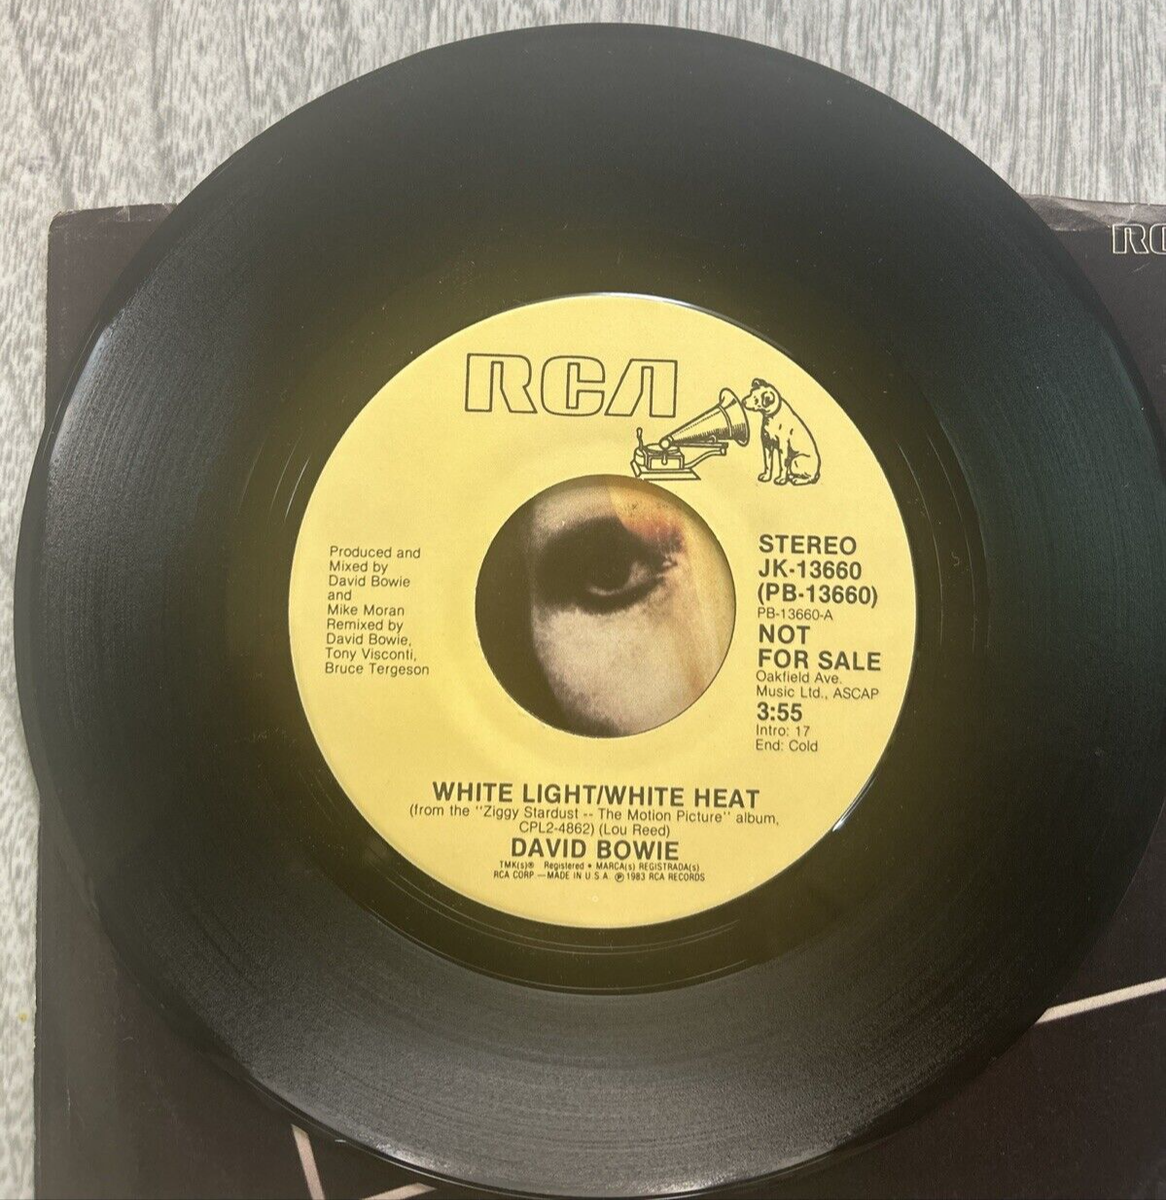 RCA
Produced and
Mixed by
David Bowie
and
Mike Moran
Remixed by
David Bowie,
Tony Visconti,
Bruce Tergeson
STEREO
JK-13660
(PB-13660)
PB-13660-A
NOT
FOR SALE
Oakfield Ave.
Music Ltd., ASCAP
3:55
Intro: 17
End: Cold
WHITE LIGHT/WHITE HEAT
(from the "Ziggy Stardust -- The Motion Picture" album,
CPL2-4862) (Lou Reed)
DAVID BOWIE
TMK(s)® Registered • MARCA(s) REGISTRADA(s)
RCA CORP —MADE IN U.S.A. ℗ 1983 RCA RECORDS
RC